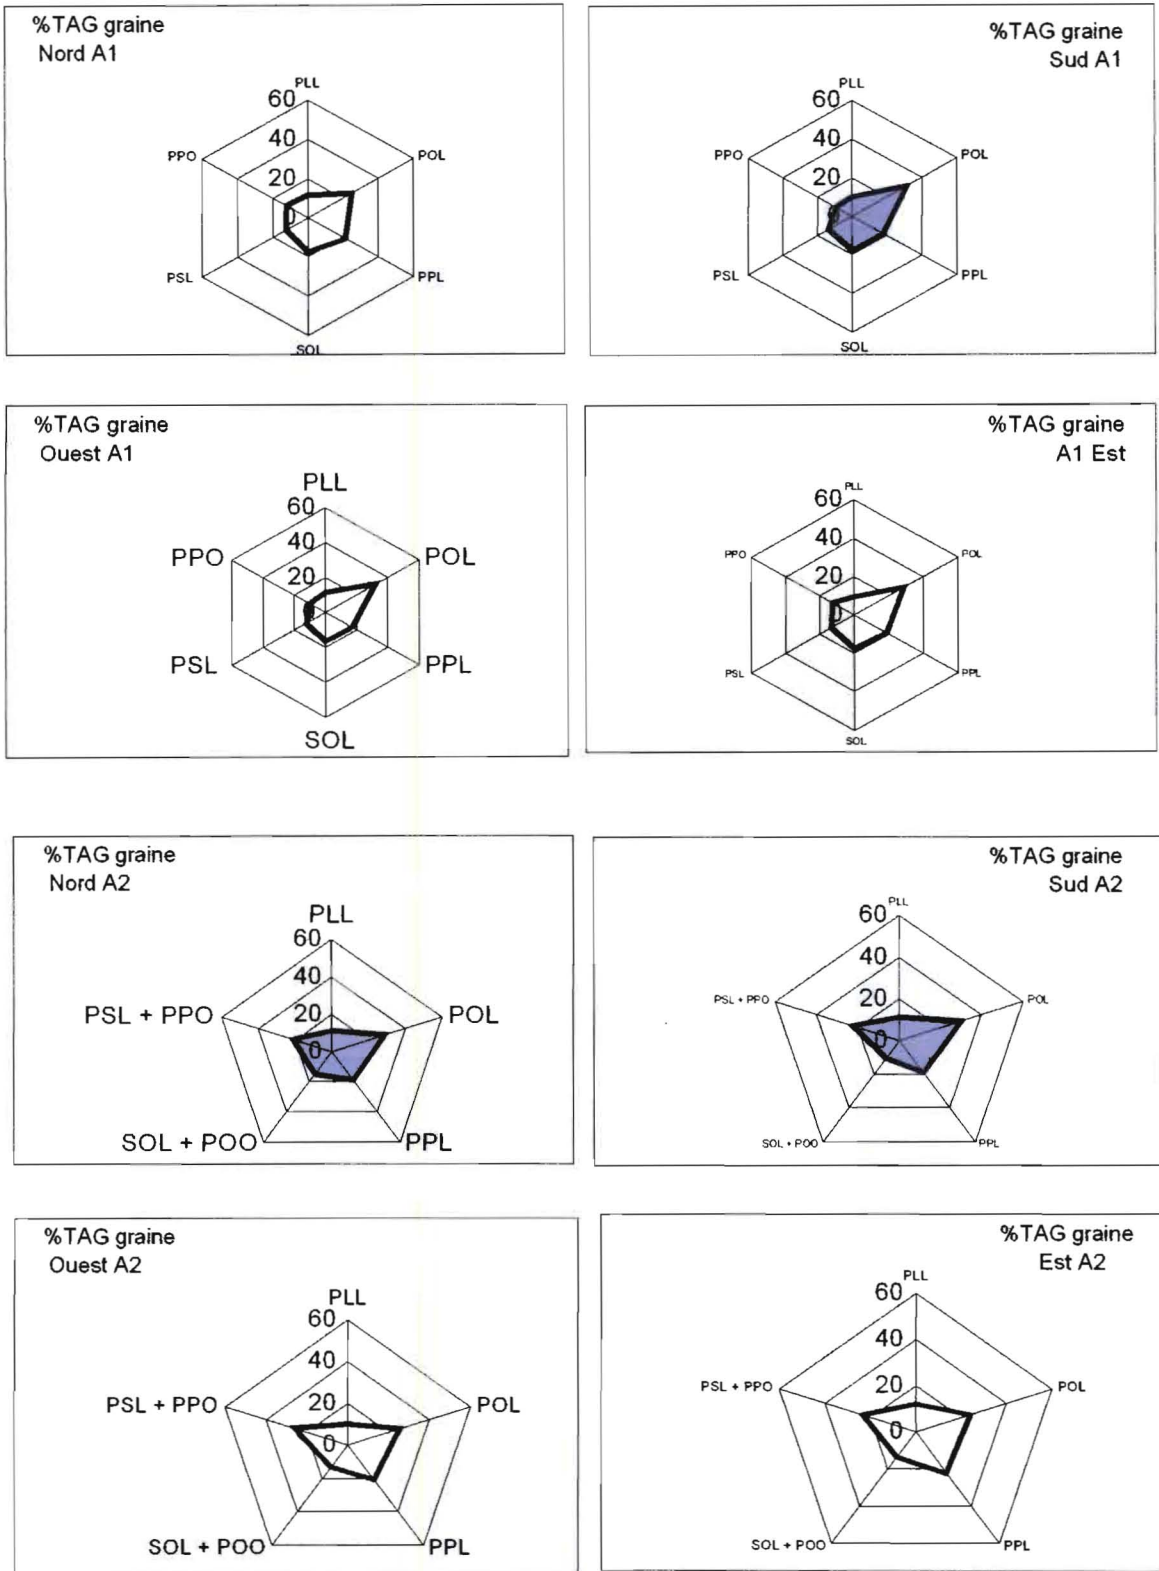 %TAG graine
Nord A1
PLL
60
40
20
0
POL
PPL
SOL
PSL
PPO
%TAG graine
Sud A1
PLL
60
40
20
0
POL
PPL
SOL
PSL
PPO
%TAG graine
Ouest A1
PLL
60
40
20
0
POL
PPL
SOL
PSL
PPO
%TAG graine
A1 Est
PLL
60
40
20
0
POL
PPL
SOL
PSL
PPO
%TAG graine
Nord A2
PLL
60
40
20
0
POL
PPL
SOL + POO
PSL + PPO
%TAG graine
Sud A2
PLL
60
40
20
0
POL
PPL
SOL + POO
PSL + PPO
%TAG graine
Ouest A2
PLL
60
40
20
0
POL
PPL
SOL + POO
PSL + PPO
%TAG graine
Est A2
PLL
60
40
20
0
POL
PPL
SOL + POO
PSL + PPO